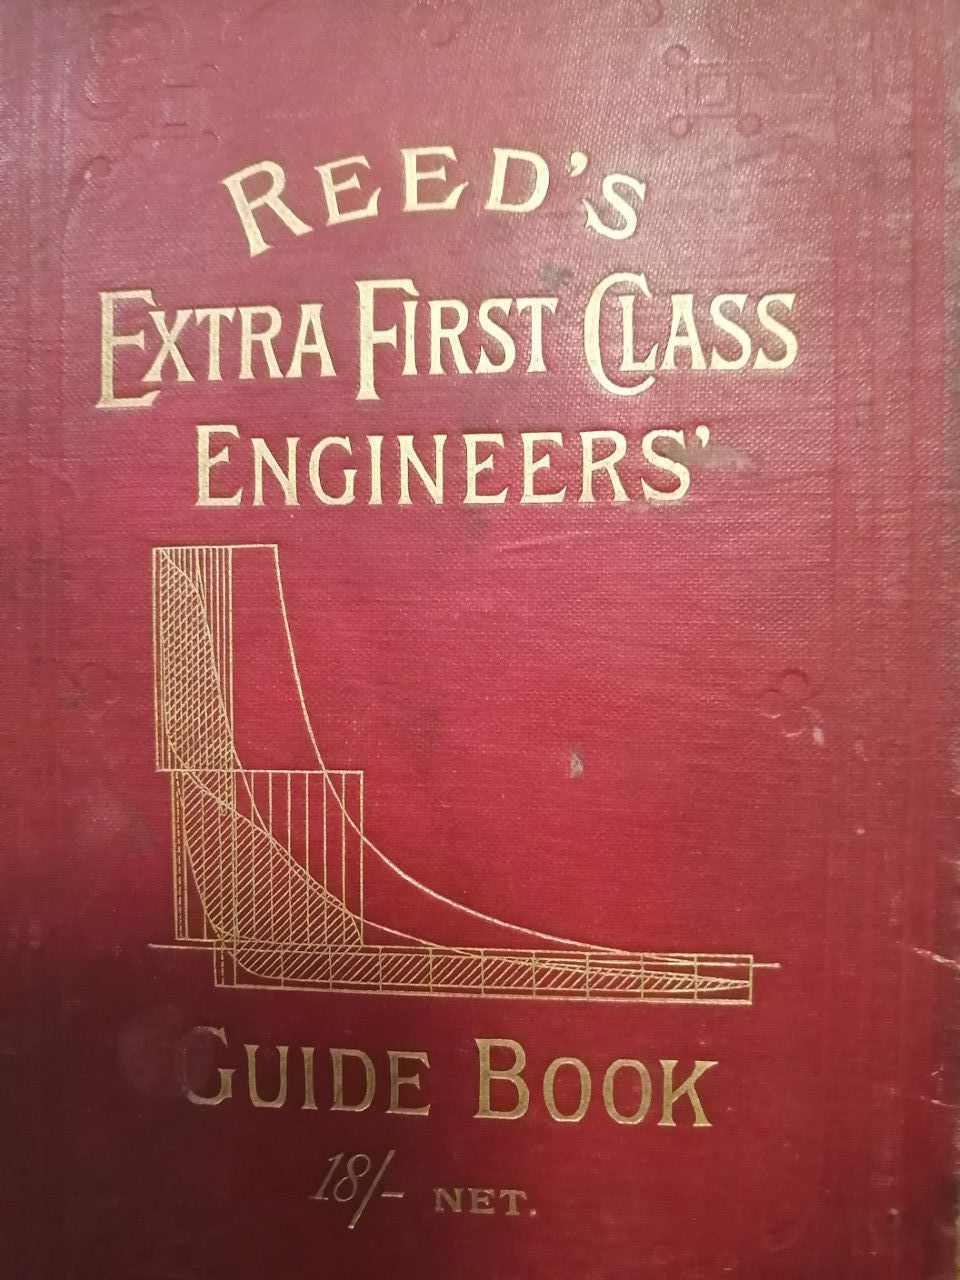 REED'S
EXTRA FIRST CLASS
ENGINEERS'
GUIDE BOOK
18/- NET.